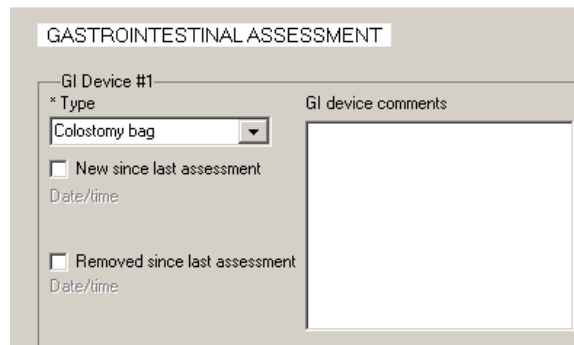 GASTROINTESTINAL ASSESSMENT
GI Device #1
* Type
GI device comments
Colostomy bag
New since last assessment
Date/time
Removed since last assessment
Date/time